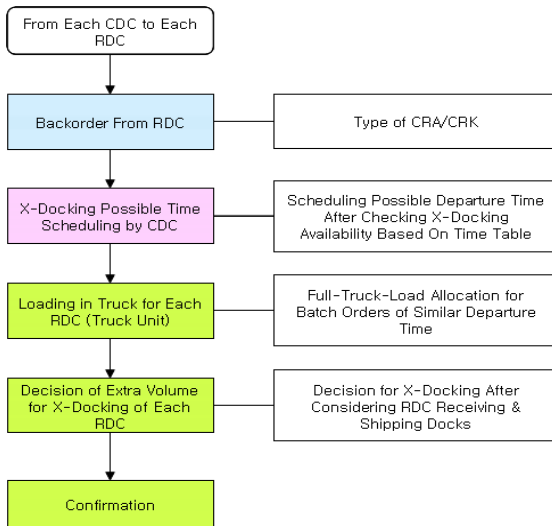 From Each CDC to Each
RDC
Backorder From RDC
Type of CRA/CRK
X-Docking Possible Time
Scheduling by CDC
Scheduling Possible Departure Time
After Checking X-Docking
Availability Based On Time Table
Loading in Truck for Each
RDC (Truck Unit)
Full-Truck-Load Allocation for
Batch Orders of Similar Departure
Time
Decision of Extra Volume
for X-Docking of Each
RDC
Decision for X-Docking After
Considering RDC Receiving &
Shipping Docks
Confirmation